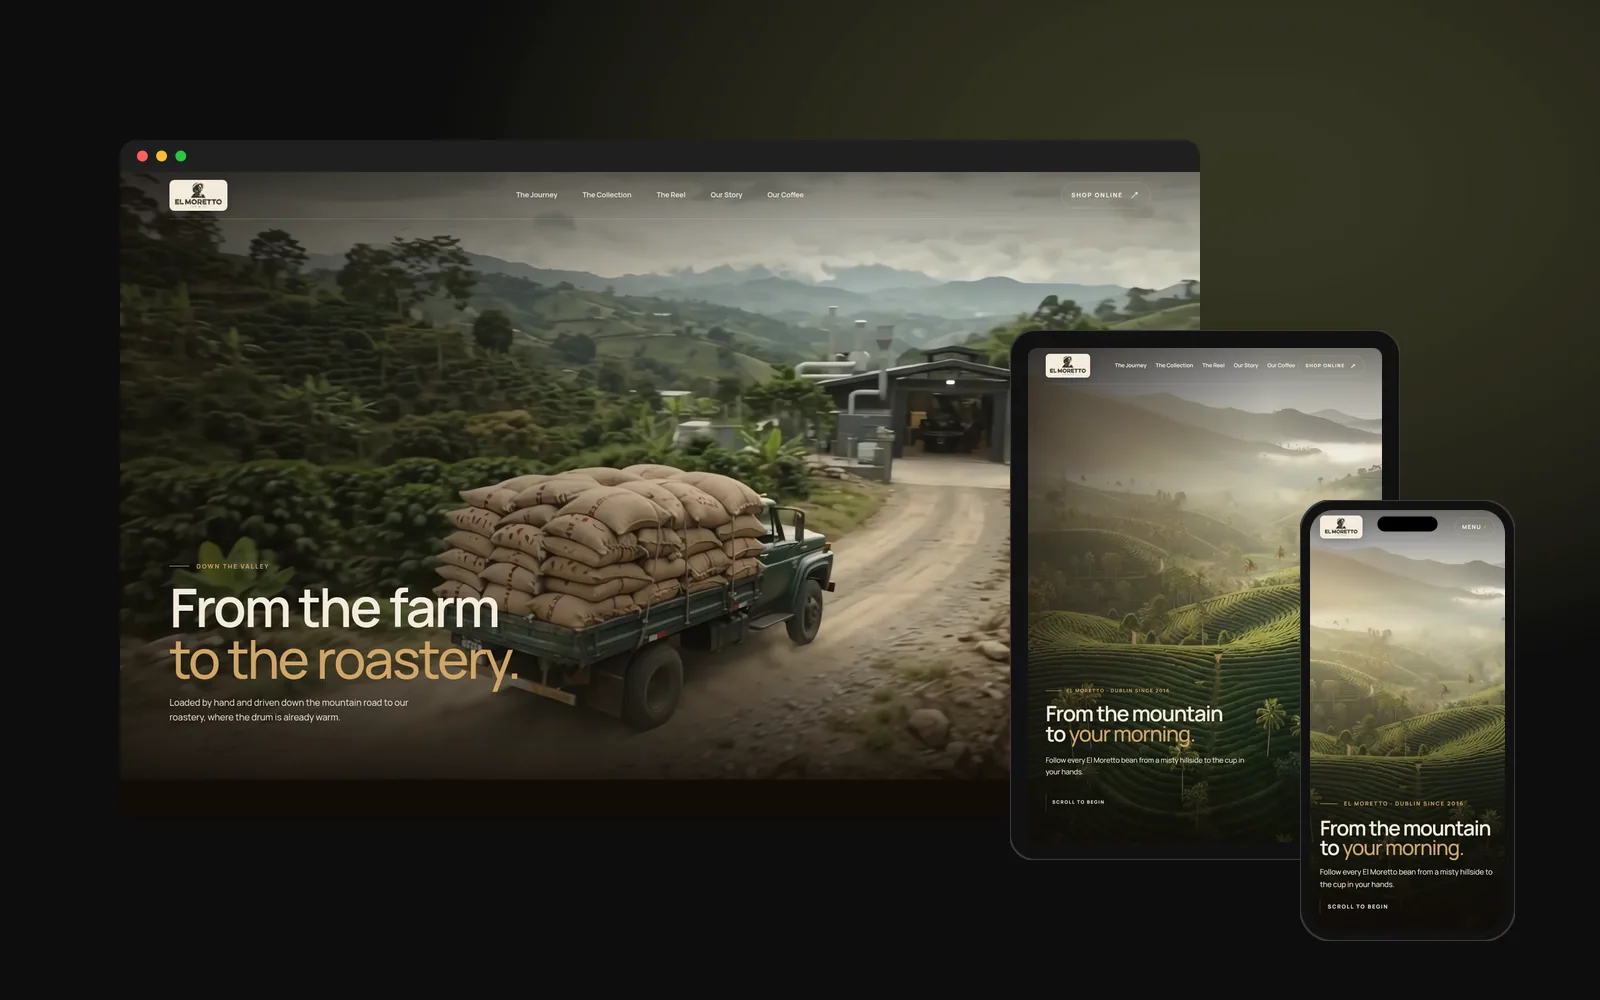 EL MORETTO
The Journey
The Collection
The Reel
Our Story
Our Coffee
SHOP ONLINE
DOWN THE VALLEY
From the farm
to the roastery.
Loaded by hand and driven down the mountain road to our
roastery, where the drum is already warm.
EL MORETTO
The Journey
The Collection
The Reel
Our Story
Our Coffee
SHOP ONLINE
EL MORETTO - DUBLIN SINCE 2016
From the mountain
to your morning.
Follow every El Moretto bean from a misty hillside to the cup in
your hands.
SCROLL TO BEGIN
EL MORETTO
MENU
EL MORETTO - DUBLIN SINCE 2016
From the mountain
to your morning.
Follow every El Moretto bean from a misty hillside to
the cup in your hands.
SCROLL TO BEGIN